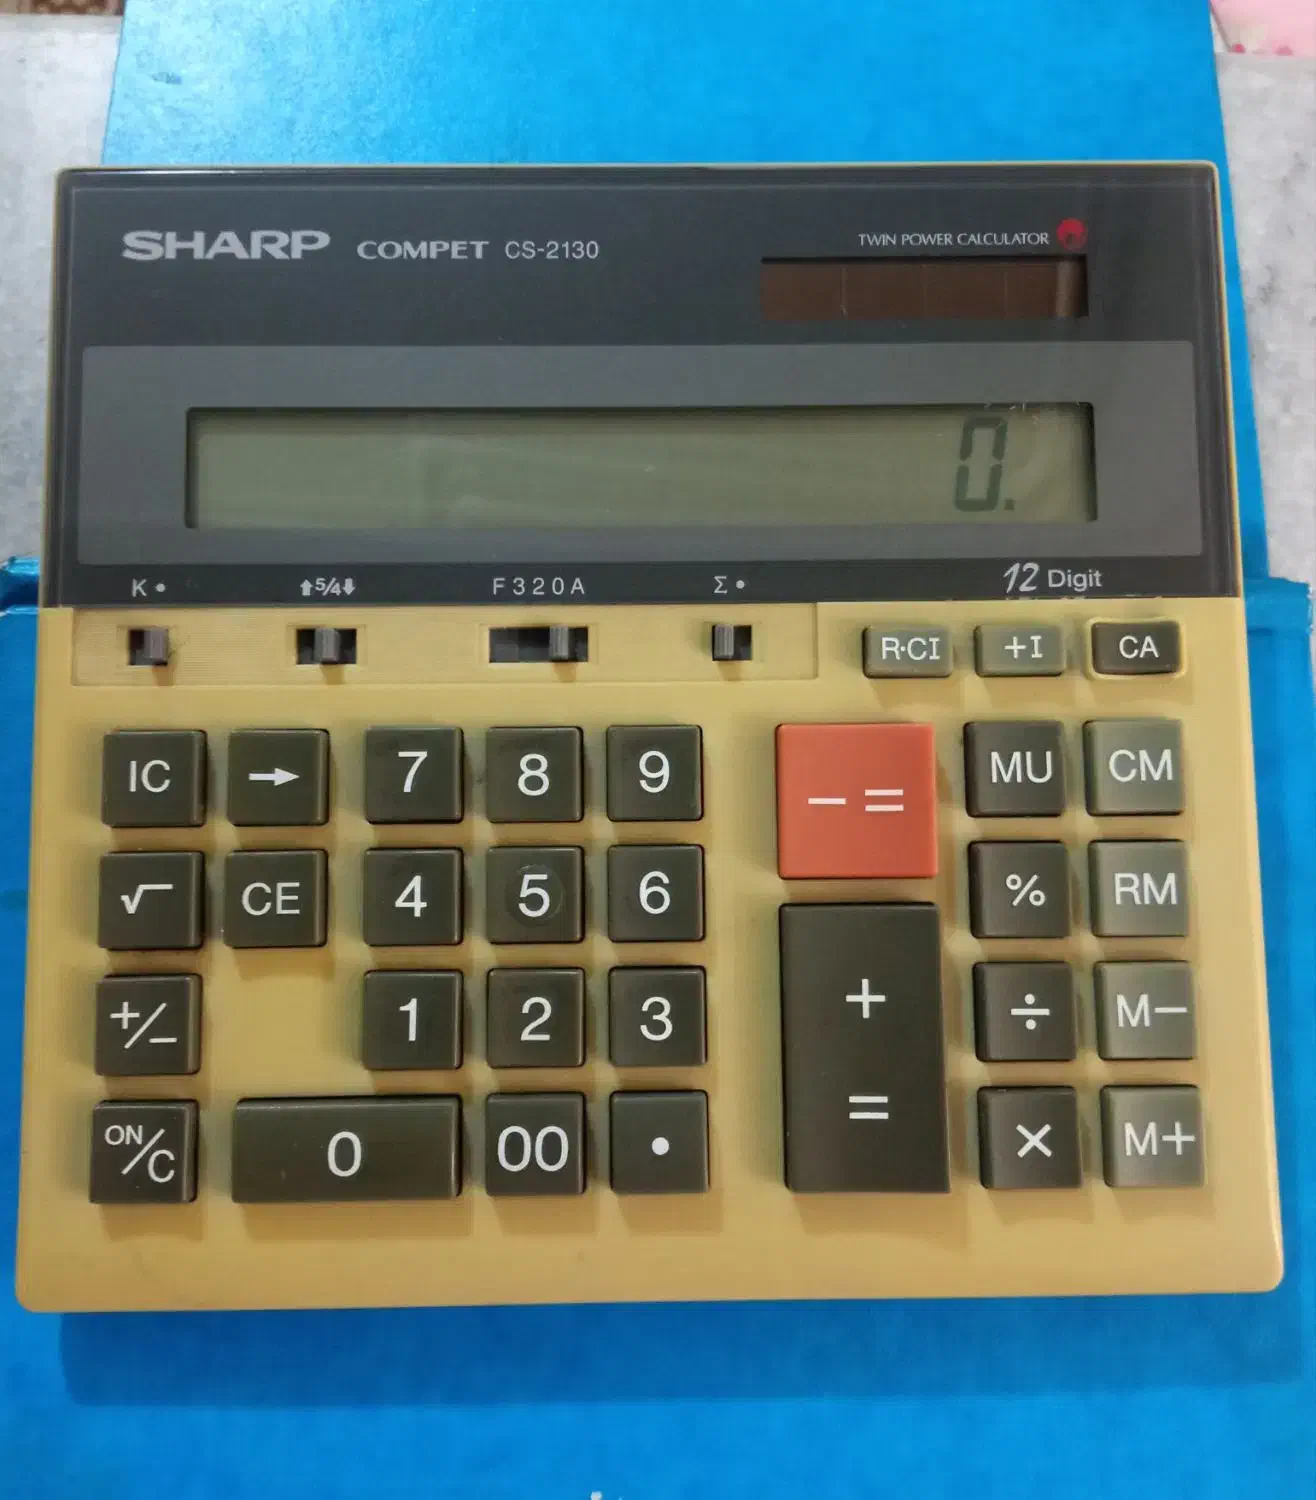 SHARP COMPET CS-2130
TWIN POWER CALCULATOR
0.
K • ⬆5/4⬇ F 3 2 0 A Σ • 12 Digit
R·CI +I CA
IC → 7 8 9 − = MU CM
√ CE 4 5 6 % RM
+/− 1 2 3 + ÷ M−
ON/C 0 00 • = × M+